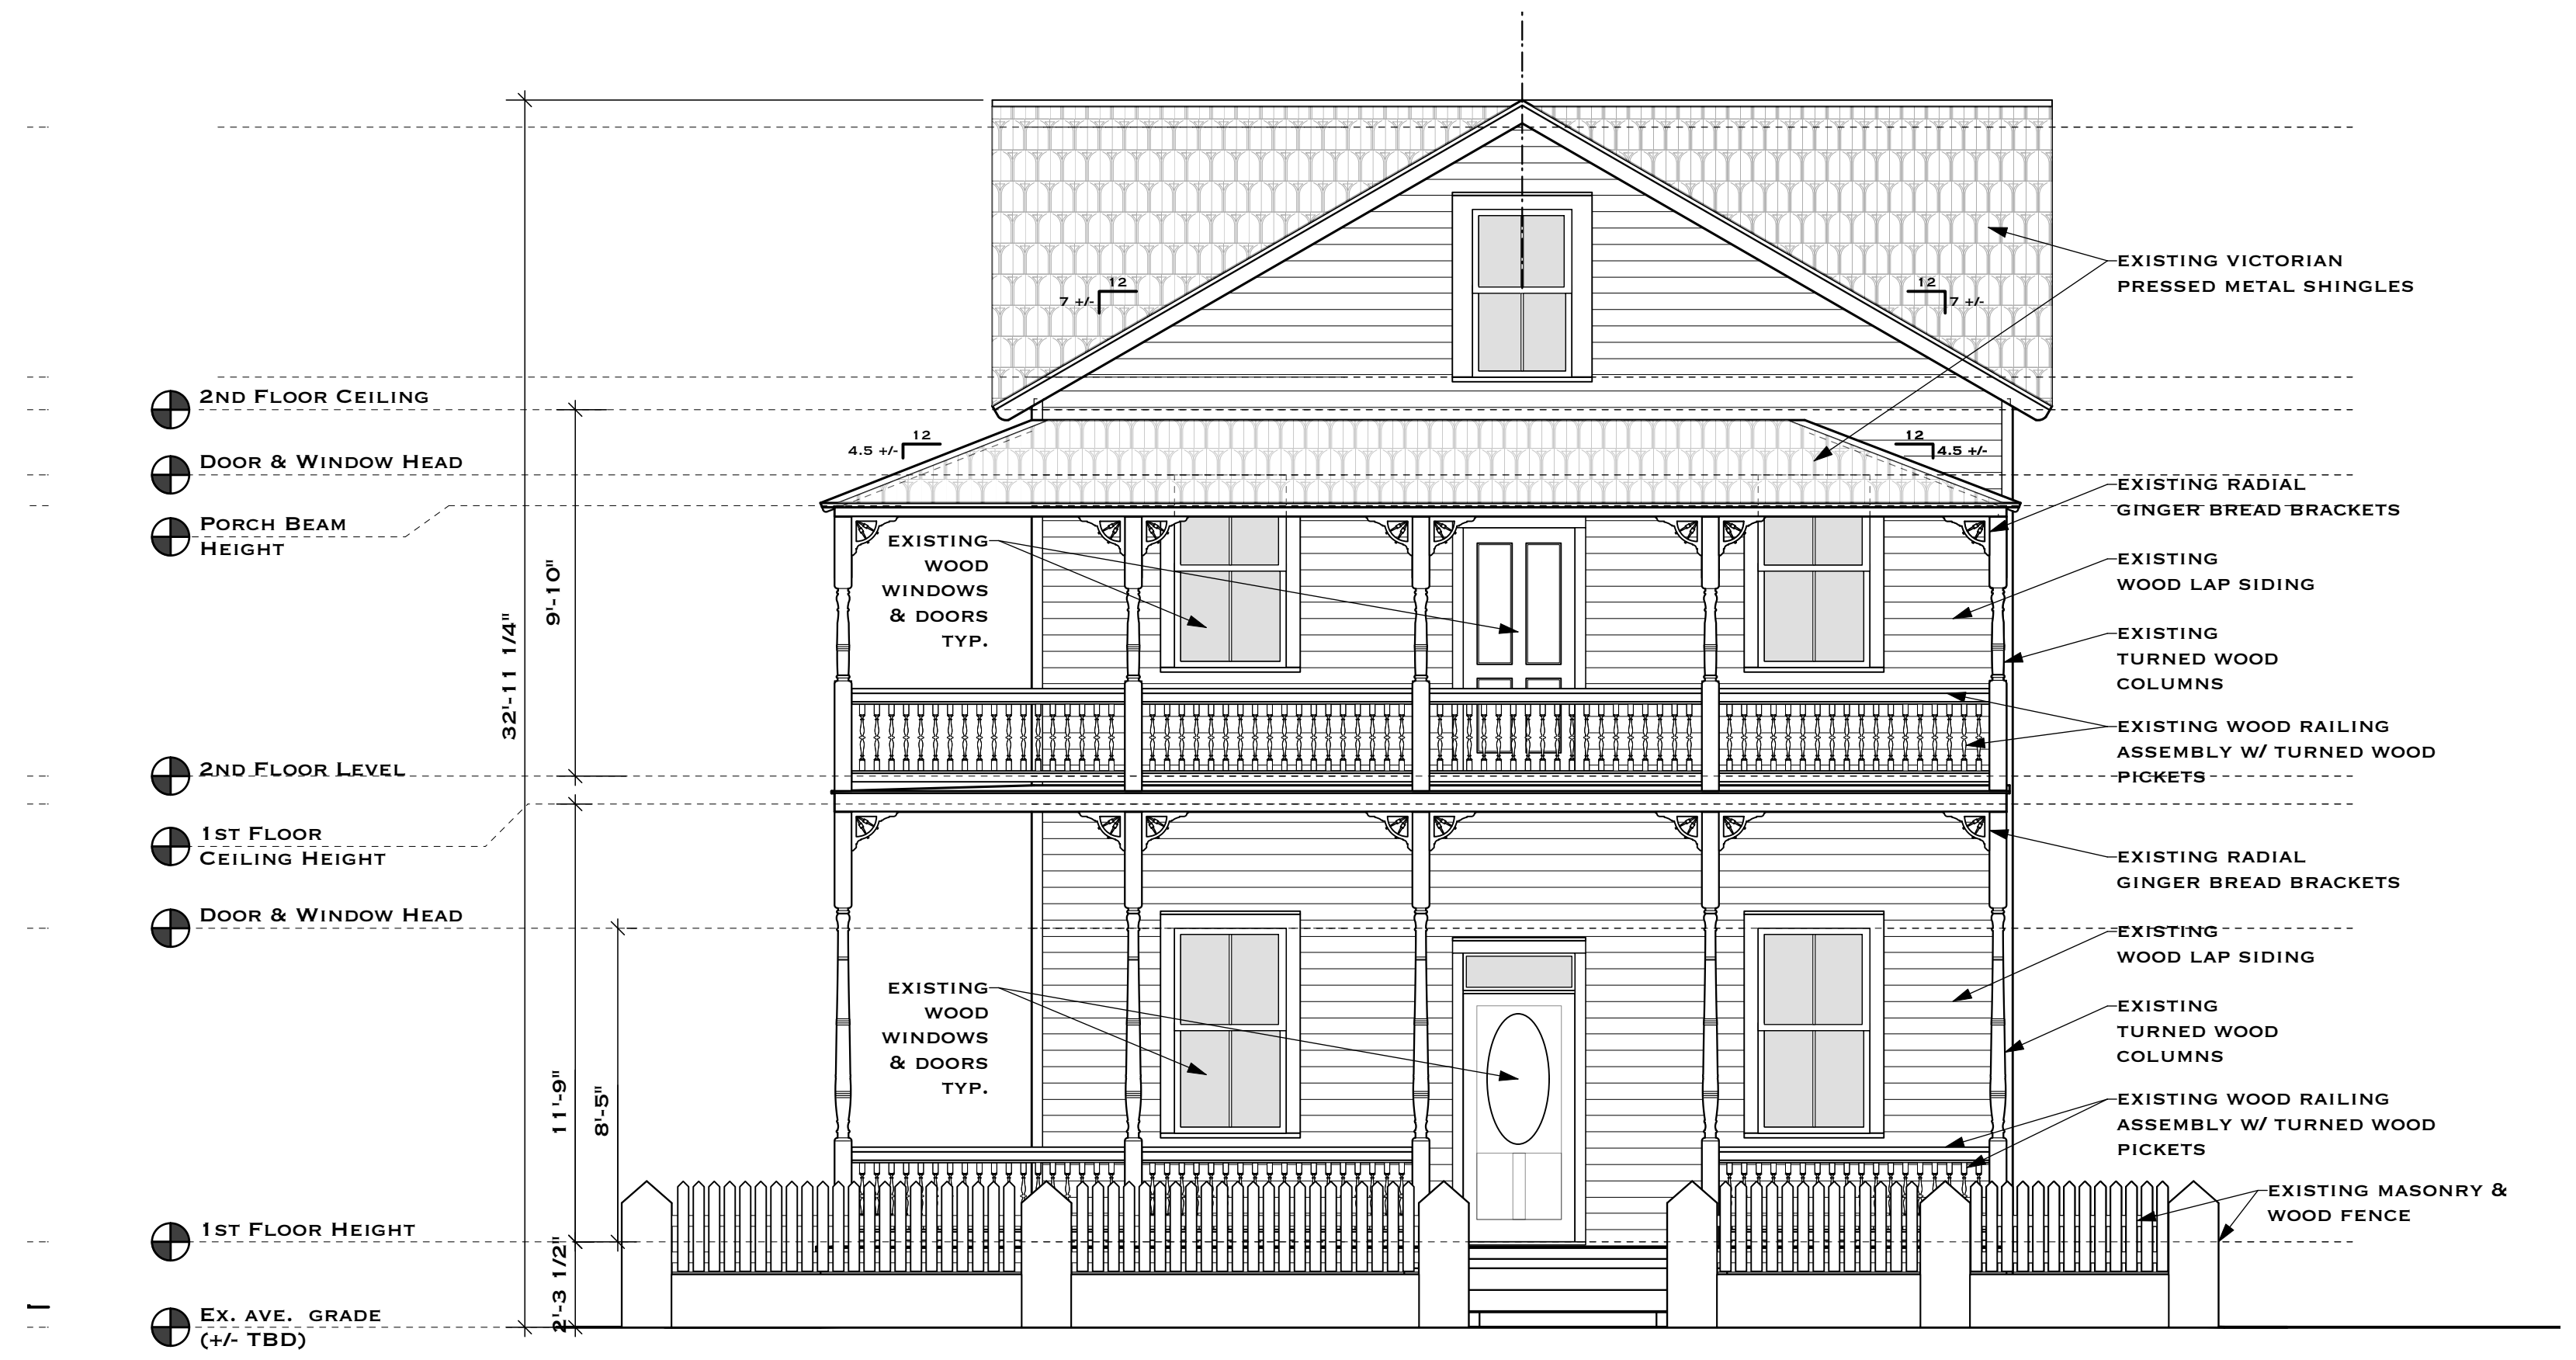 EXISTING VICTORIAN
PRESSED METAL SHINGLES
12
7 +/-
12
7 +/-
2ND FLOOR CEILING
12
4.5 +/-
12
4.5 +/-
DOOR & WINDOW HEAD
EXISTING RADIAL
GINGER BREAD BRACKETS
PORCH BEAM
HEIGHT
EXISTING
WOOD
WINDOWS
& DOORS
TYP.
EXISTING
WOOD LAP SIDING
9'-10"
32'-11 1/4"
EXISTING
TURNED WOOD
COLUMNS
EXISTING WOOD RAILING
ASSEMBLY W/ TURNED WOOD
PICKETS
2ND FLOOR LEVEL
1ST FLOOR
CEILING HEIGHT
EXISTING RADIAL
GINGER BREAD BRACKETS
DOOR & WINDOW HEAD
EXISTING
WOOD LAP SIDING
EXISTING
WOOD
WINDOWS
& DOORS
TYP.
EXISTING
TURNED WOOD
COLUMNS
11'-9"
8'-5"
EXISTING WOOD RAILING
ASSEMBLY W/ TURNED WOOD
PICKETS
EXISTING MASONRY &
WOOD FENCE
1ST FLOOR HEIGHT
2'-3 1/2"
EX. AVE. GRADE
(+/- TBD)